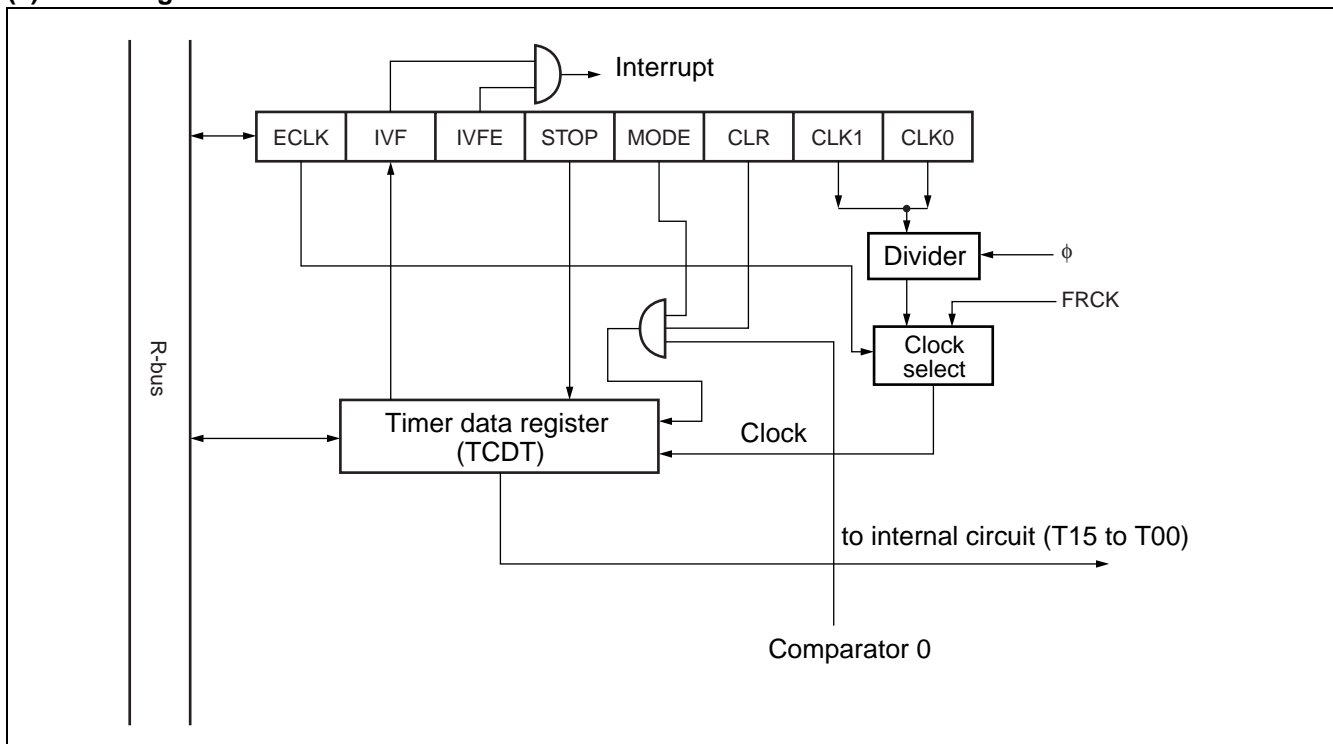 Interrupt
ECLK IVF IVFE STOP MODE CLR CLK1 CLK0
Divider
ϕ
FRCK
Clock
select
R-bus
Timer data register
(TCDT)
Clock
to internal circuit (T15 to T00)
Comparator 0